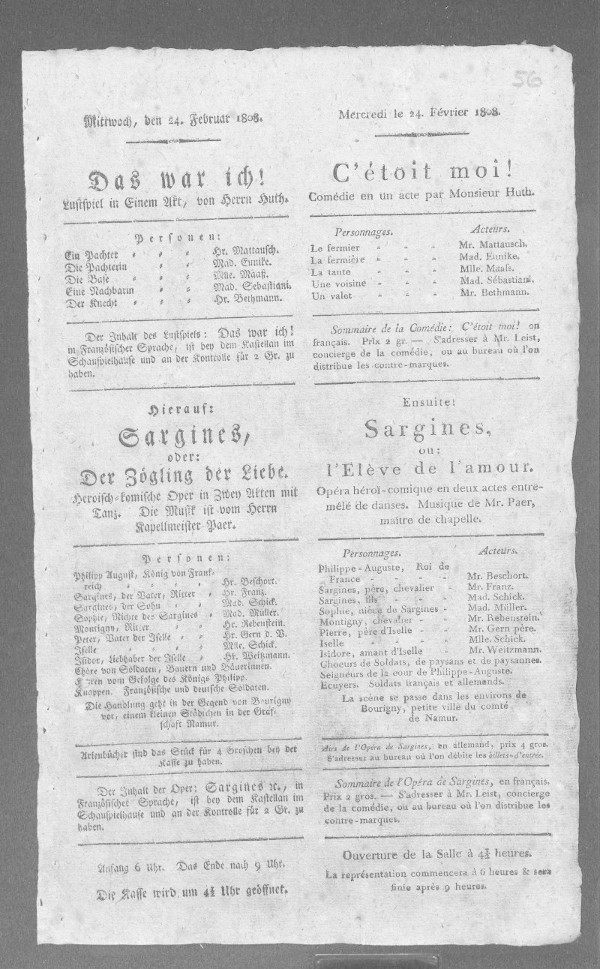 56
Mittwoch, den 24. Februar 1808.
Das war ich!
Lustspiel in Einem Akt, von Herrn Huth.
Personen:
Ein Pachter " " " Hr. Mattausch.
Die Pachterin " " Mad. Eunike.
Die Base " " " Mlle. Maaß.
Eine Nachbarin " " Mad. Sebastiani.
Der Knecht " " " Hr. Bethmann.
Der Inhalt des Lustspiels: Das war ich!
in Französischer Sprache, ist bey dem Kastellan im
Schauspielhause und an der Kontrolle für 2 Gr. zu
haben.
Hierauf:
Sargines,
oder:
Der Zögling der Liebe.
Heroisch-komische Oper in Zwey Akten mit
Tanz. Die Musik ist vom Herrn
Kapellmeister Paer.
Personen:
Philipp August, König von Frank-
reich " " " " Hr. Beschort.
Sargines, der Vater, Ritter " Hr. Franz.
Sargines, der Sohn " " Mad. Schick.
Sophie, Nichte des Sargines " Mad. Müller.
Montigny, Ritter " " Hr. Rebenstein.
Peter, Vater der Iselle " " Hr. Gern d. V.
Iselle " " " " Mlle. Schick.
Isidor, Liebhaber der Iselle " Hr. Weitzmann.
Chöre von Soldaten, Bauern und Bäuerinnen.
Herren vom Gefolge des Königs Philipp.
Knappen. Französische und deutsche Soldaten.
Die Handlung geht in der Gegend von Bourigny
vor, einem kleinen Städtchen in der Graf-
schaft Namur.
Arienbücher sind das Stück für 4 Groschen bey der
Kasse zu haben.
Der Inhalt der Oper: Sargines ꝛc., in
Französischer Sprache, ist bey dem Kastellan im
Schauspielhause und an der Kontrolle für 2 Gr. zu
haben.
Anfang 6 Uhr. Das Ende nach 9 Uhr.
Die Kasse wird um 4½ Uhr geöffnet.
Mercredi le 24. Février 1808.
C'étoit moi!
Comédie en un acte par Monsieur Huth.
Personnages. Acteurs.
Le fermier - - - Mr. Mattausch.
La fermière - - - Mad. Eunike.
La tante - - - Mlle. Maafs.
Une voisine - - - Mad. Sébastiani.
Un valet - - - Mr. Bethmann.
Sommaire de la Comédie: C'étoit moi! en
français. Prix 2 gr. — S'adresser à Mr. Leist,
concierge de la comédie, ou au bureau où l'on
distribue les contre-marques.
Ensuite:
Sargines,
ou:
l'Elève de l'amour.
Opéra héroï-comique en deux actes entre-
mêlé de danses. Musique de Mr. Paer,
maitre de chapelle.
Personnages. Acteurs.
Philippe-Auguste, Roi de
France - - - - Mr. Beschort.
Sargines, père, chevalier - Mr. Franz.
Sargines, fils - - - Mad. Schick.
Sophie, nièce de Sargines - Mad. Müller.
Montigny, chevalier - - Mr. Rebenstein.
Pierre, père d'Iselle - - Mr. Gern père.
Iselle - - - - Mlle. Schick.
Isidore, amant d'Iselle - Mr. Weitzmann.
Choeurs de Soldats, de paysans et de paysannes.
Seigneurs de la cour de Philippe-Auguste.
Ecuyers. Soldats français et allemands.
La scène se passe dans les environs de
Bourigny, petite ville du comté
de Namur.
Airs de l'Opéra de Sargines, en allemand, prix 4 gros.
S'adresser au bureau où l'on débite les billets-d'entrée.
Sommaire de l'Opéra de Sargines, en français.
Prix 2 gros. — S'adresser à Mr. Leist, concierge
de la comédie, ou au bureau où l'on distribue les
contre-marques.
Ouverture de la Salle à 4½ heures.
La représentation commencera à 6 heures & sera
finie après 9 heures.